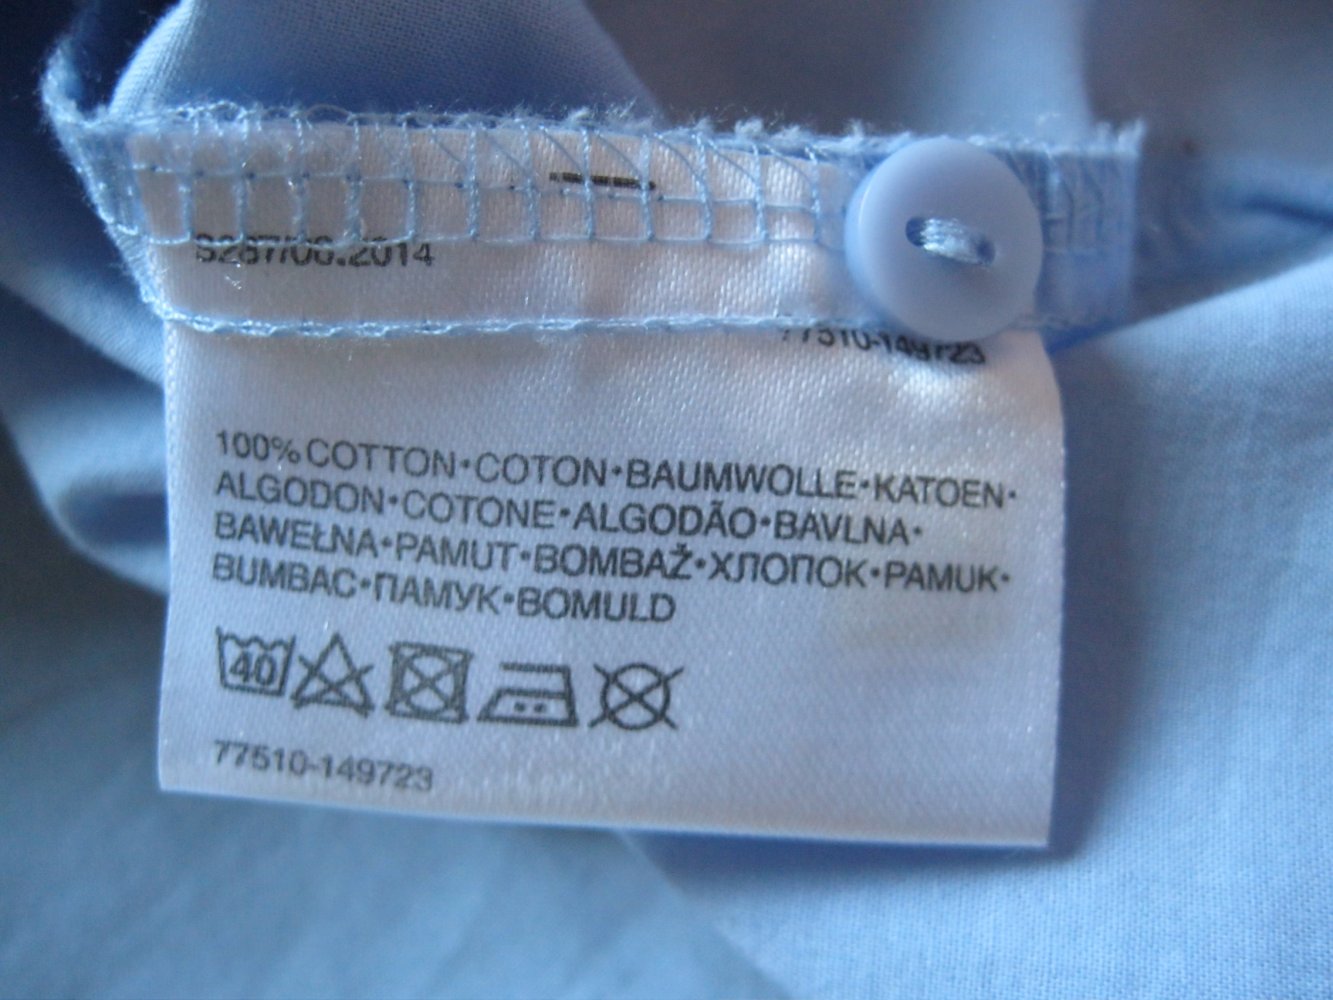 77510-149723
100% COTTON•COTON•BAUMWOLLE•KATOEN•
ALGODON•COTONE•ALGODÃO•BAVLNA•
BAWEŁNA•PAMUT•BOMBAŽ•ХЛОПОК•PAMUK•
BUMBAC•ПАМУК•BOMULD
40
77510-149723